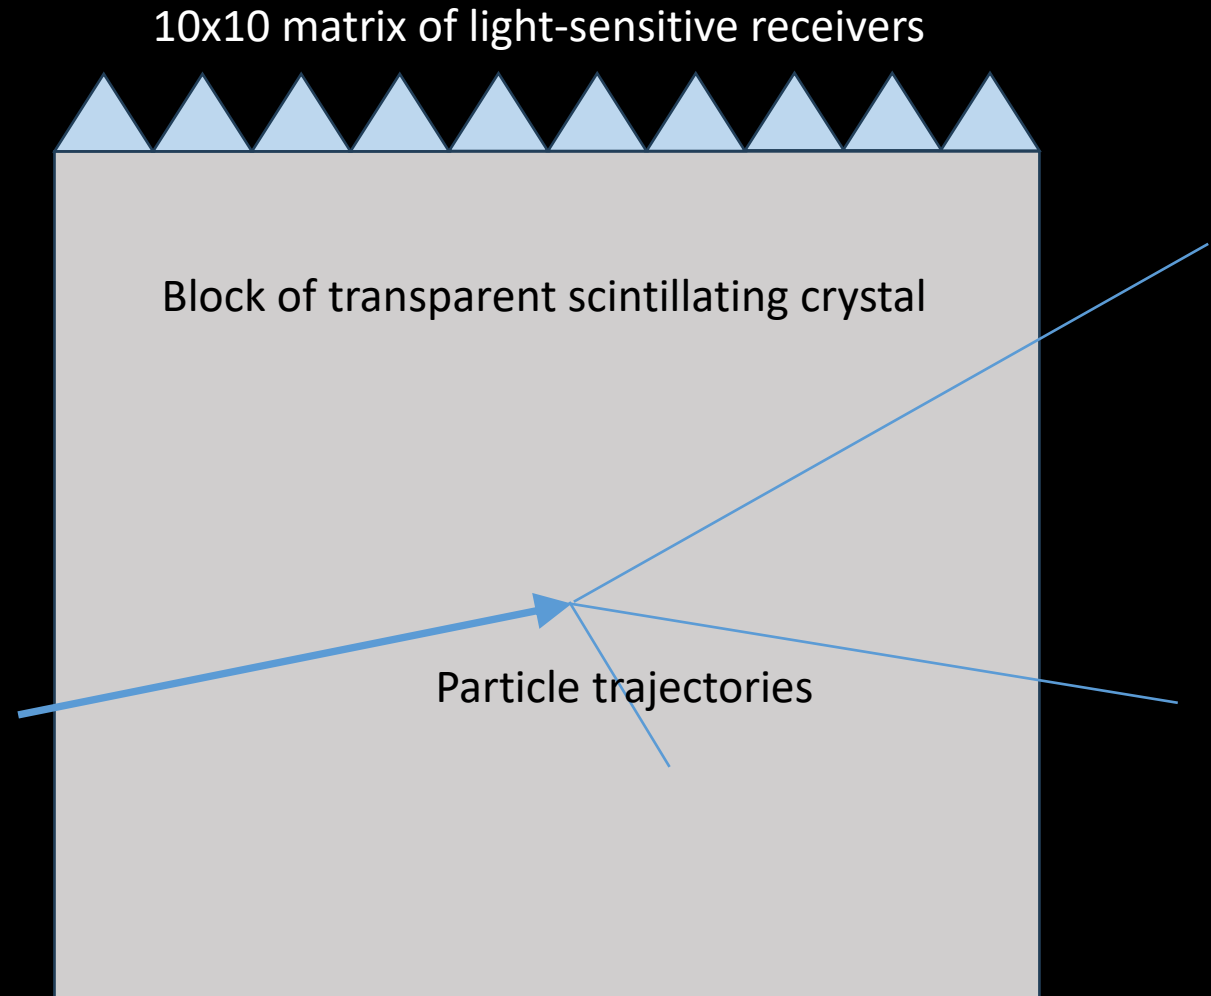 10x10 matrix of light-sensitive receivers
Block of transparent scintillating crystal
Particle trajectories